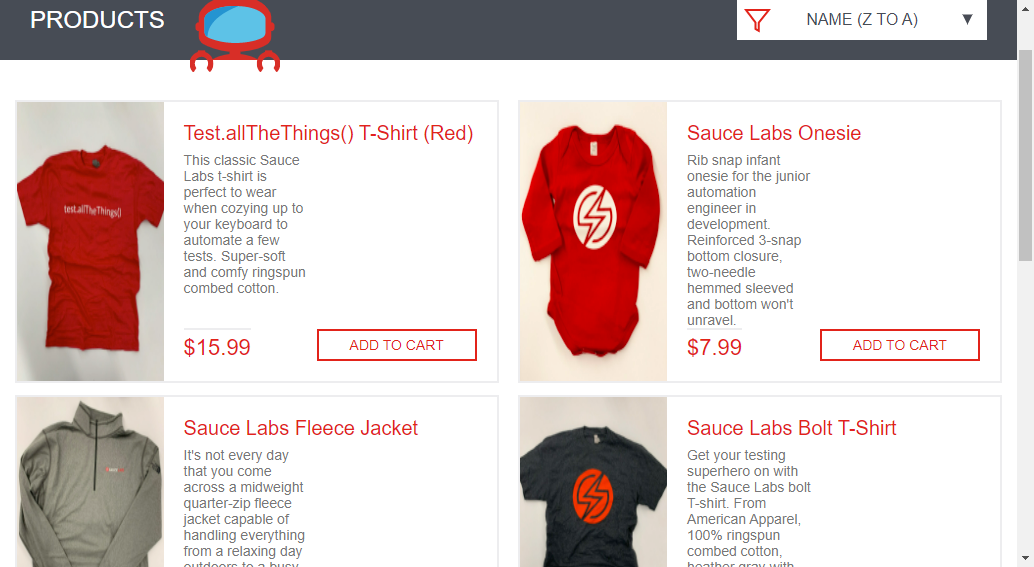 PRODUCTS
NAME (Z TO A)
Test.allTheThings() T-Shirt (Red)
This classic Sauce
Labs t-shirt is
perfect to wear
when cozying up to
your keyboard to
automate a few
tests. Super-soft
and comfy ringspun
combed cotton.
$15.99
ADD TO CART
test.allTheThings()
Sauce Labs Onesie
Rib snap infant
onesie for the junior
automation
engineer in
development.
Reinforced 3-snap
bottom closure,
two-needle
hemmed sleeved
and bottom won't
unravel.
$7.99
ADD TO CART
Sauce Labs Fleece Jacket
It's not every day
that you come
across a midweight
quarter-zip fleece
jacket capable of
handling everything
from a relaxing day
outdoors to a busy
Sauce Labs Bolt T-Shirt
Get your testing
superhero on with
the Sauce Labs bolt
T-shirt. From
American Apparel,
100% ringspun
combed cotton,
heather gray with